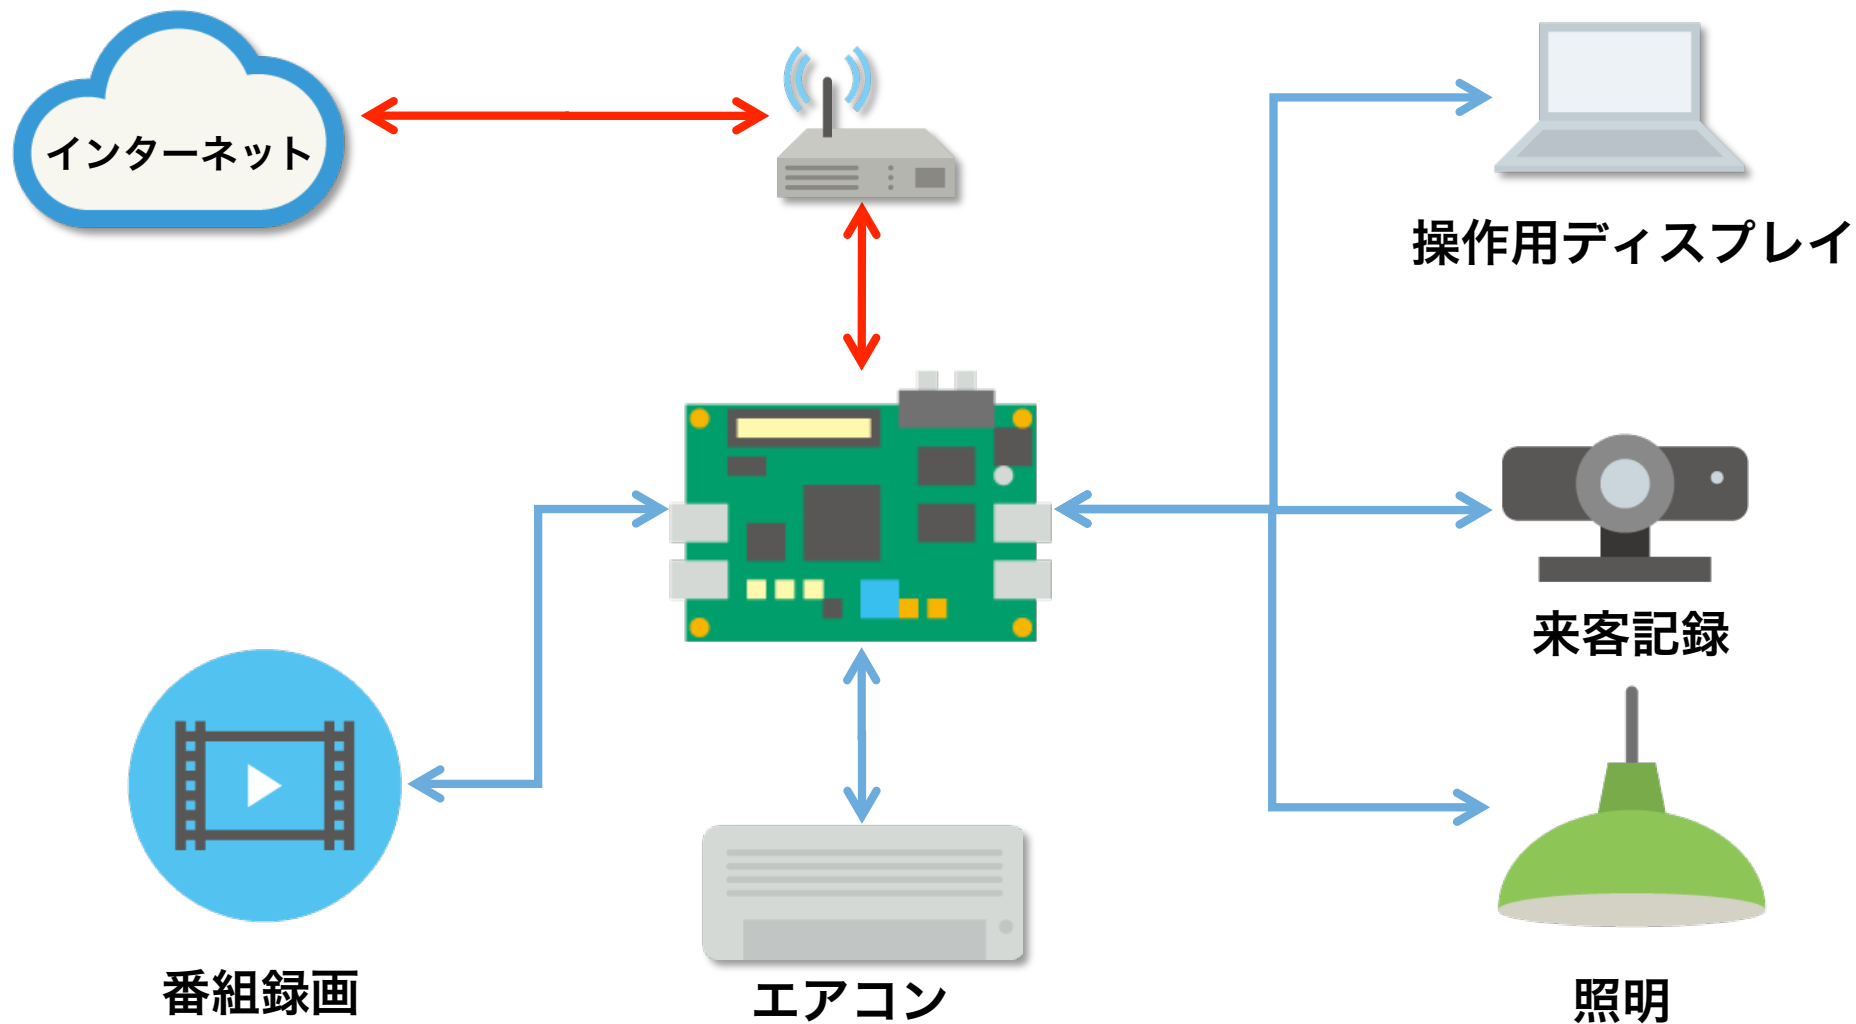 インターネット
操作用ディスプレイ
来客記録
番組録画
エアコン
照明